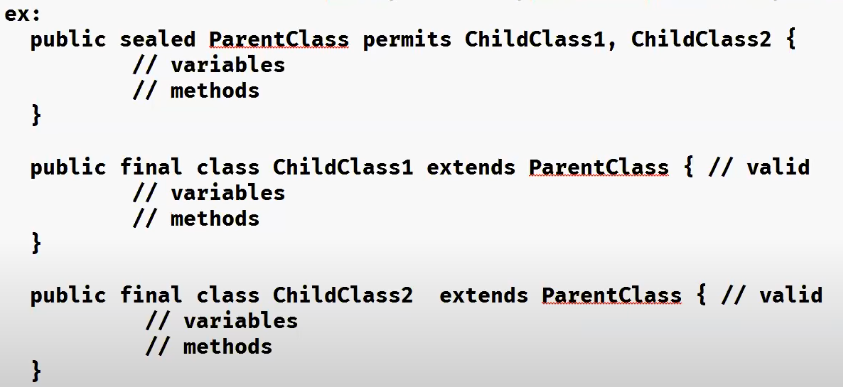 ex:
public sealed ParentClass permits ChildClass1, ChildClass2 {
// variables
// methods
}
public final class ChildClass1 extends ParentClass { // valid
// variables
// methods
}
public final class ChildClass2 extends ParentClass { // valid
// variables
// methods
}